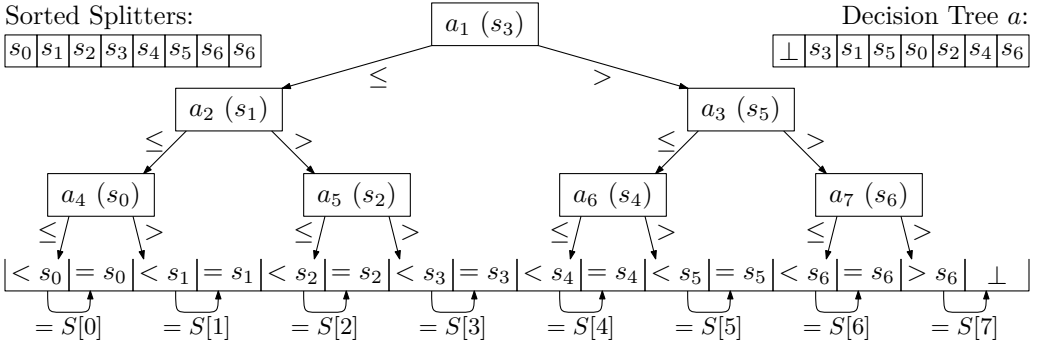 Sorted Splitters:
s₀ s₁ s₂ s₃ s₄ s₅ s₆ s₆
a₁ (s₃)
Decision Tree a:
⊥ s₃ s₁ s₅ s₀ s₂ s₄ s₆
≤ >
a₂ (s₁) a₃ (s₅)
≤ > ≤ >
a₄ (s₀) a₅ (s₂) a₆ (s₄) a₇ (s₆)
≤ > ≤ > ≤ > ≤ >
< s₀ = s₀ < s₁ = s₁ < s₂ = s₂ < s₃ = s₃ < s₄ = s₄ < s₅ = s₅ < s₆ = s₆ > s₆ ⊥
= S[0] = S[1] = S[2] = S[3] = S[4] = S[5] = S[6] = S[7]